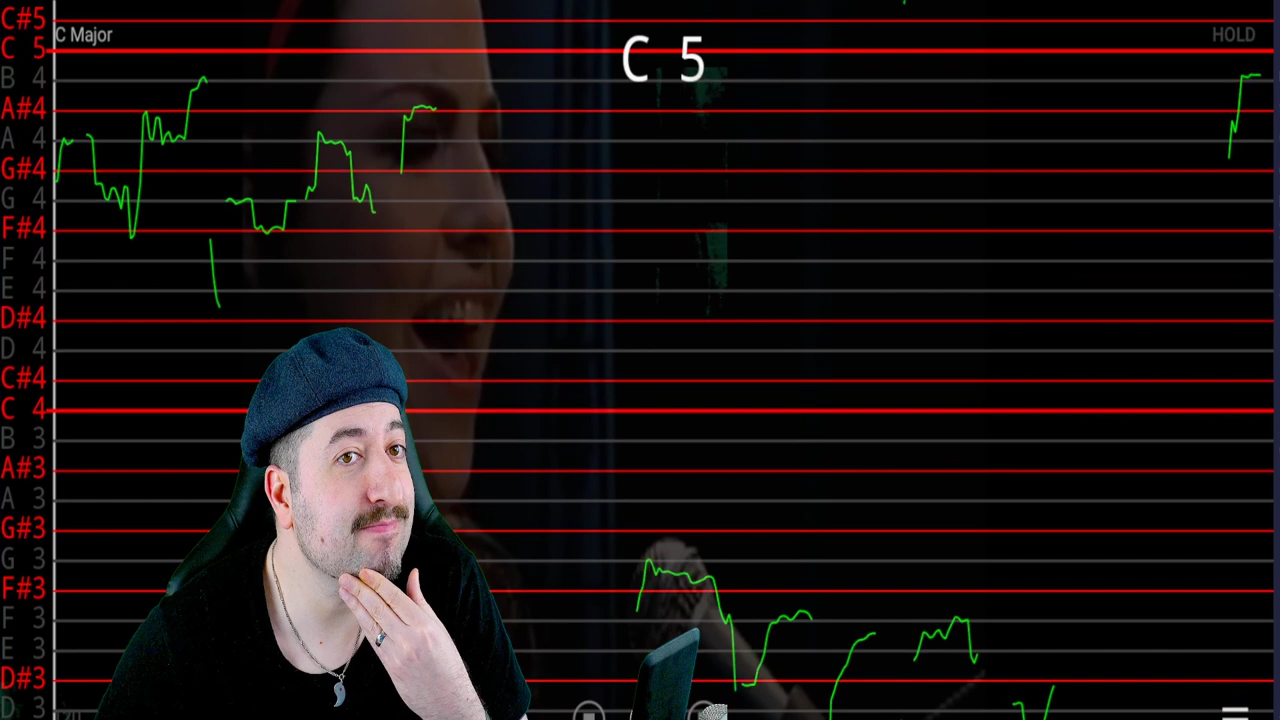 C#5
C Major
C 5
HOLD
C 5
B 4
A#4
A 4
G#4
G 4
F#4
F 4
E 4
D#4
D 4
C#4
C 4
B 3
A#3
A 3
G#3
G 3
F#3
F 3
E 3
D#3
D 3